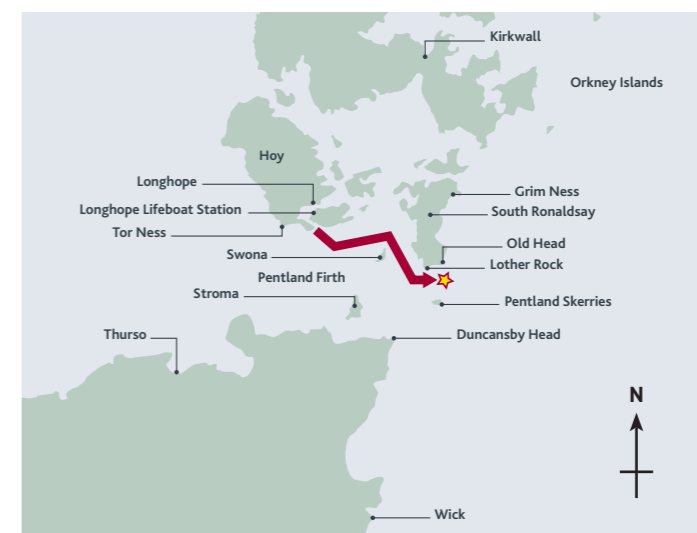 Kirkwall
Orkney Islands
Hoy
Longhope
Grim Ness
Longhope Lifeboat Station
South Ronaldsay
Tor Ness
Old Head
Swona
Lother Rock
Pentland Firth
Stroma
Pentland Skerries
Thurso
Duncansby Head
N
Wick